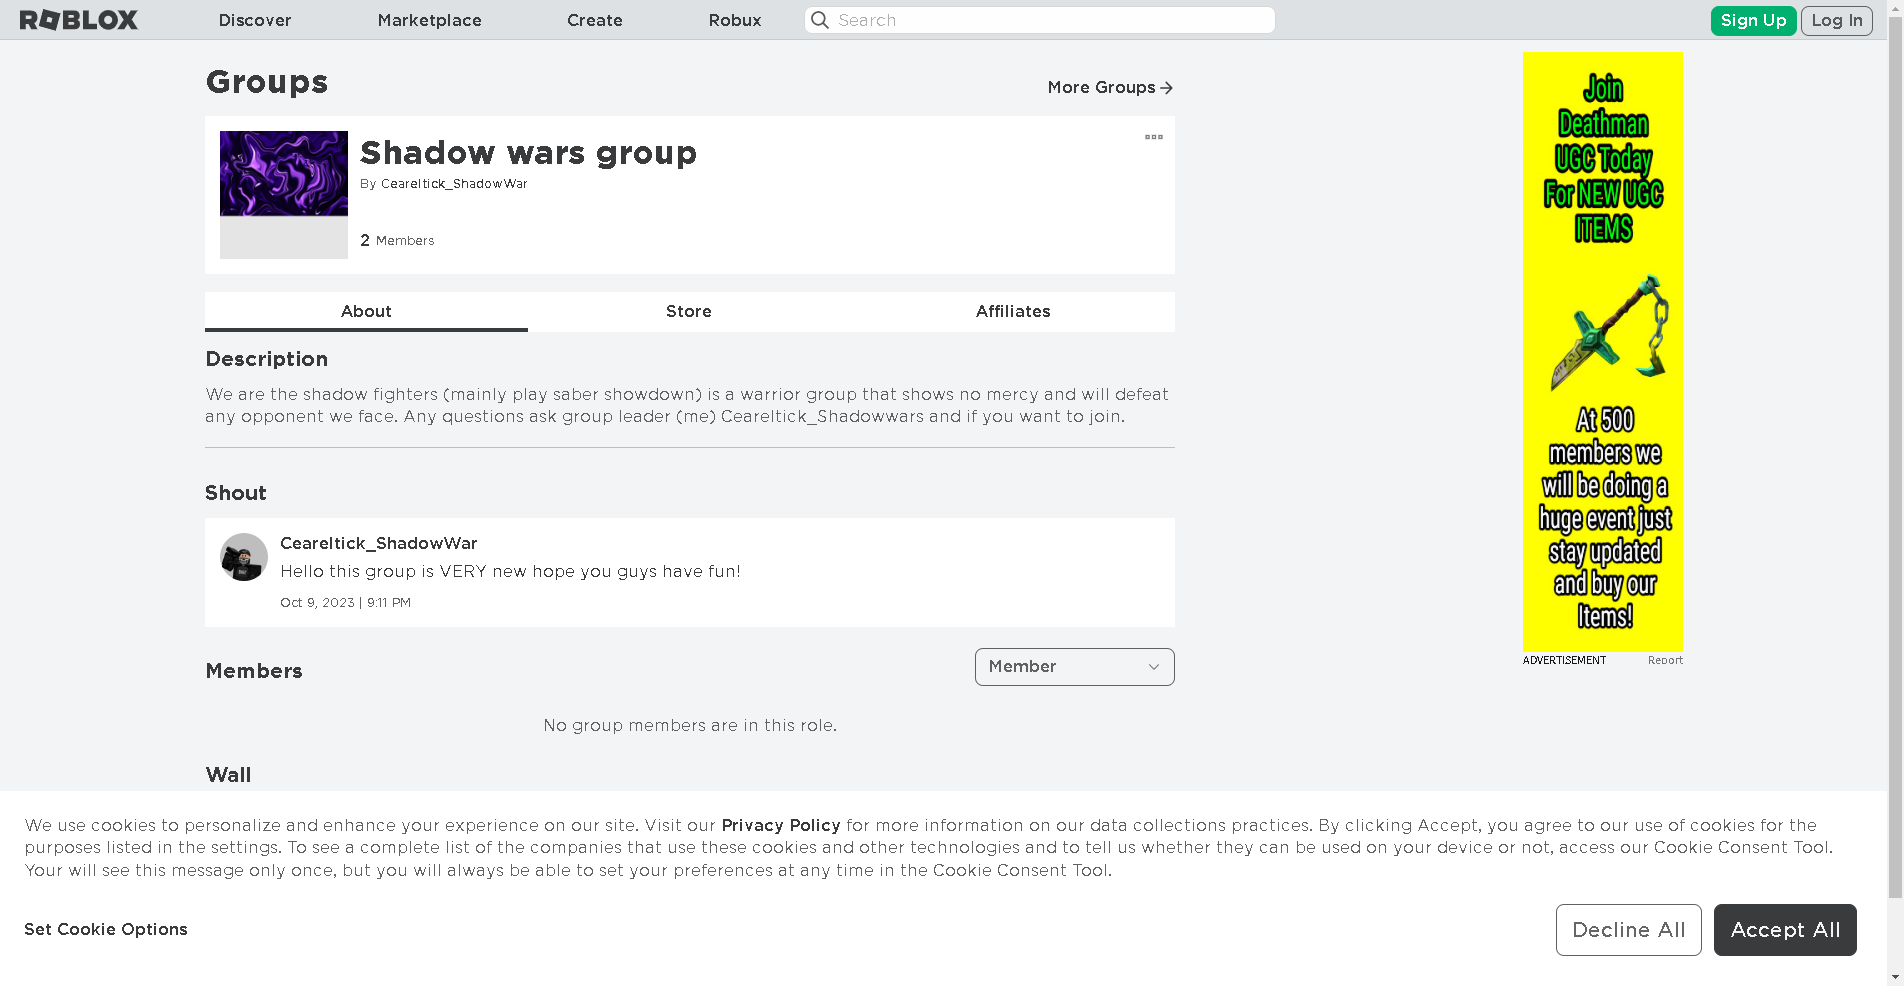 ROBLOX
Discover
Marketplace
Create
Robux
Search
Sign Up
Log In
Groups
More Groups
Shadow wars group
By Ceareltick_ShadowWar
2 Members
About
Store
Affiliates
Description
We are the shadow fighters (mainly play saber showdown) is a warrior group that shows no mercy and will defeat
any opponent we face. Any questions ask group leader (me) Ceareltick_Shadowwars and if you want to join.
Shout
Ceareltick_ShadowWar
Hello this group is VERY new hope you guys have fun!
Oct 9, 2023 | 9:11 PM
Members
Member
No group members are in this role.
Wall
Join
Deathman
UGC Today
For NEW UGC
ITEMS
At 500
members we
will be doing a
huge event just
stay updated
and buy our
Items!
ADVERTISEMENT
Report
We use cookies to personalize and enhance your experience on our site. Visit our Privacy Policy for more information on our data collections practices. By clicking Accept, you agree to our use of cookies for the
purposes listed in the settings. To see a complete list of the companies that use these cookies and other technologies and to tell us whether they can be used on your device or not, access our Cookie Consent Tool.
Your will see this message only once, but you will always be able to set your preferences at any time in the Cookie Consent Tool.
Set Cookie Options
Decline All
Accept All